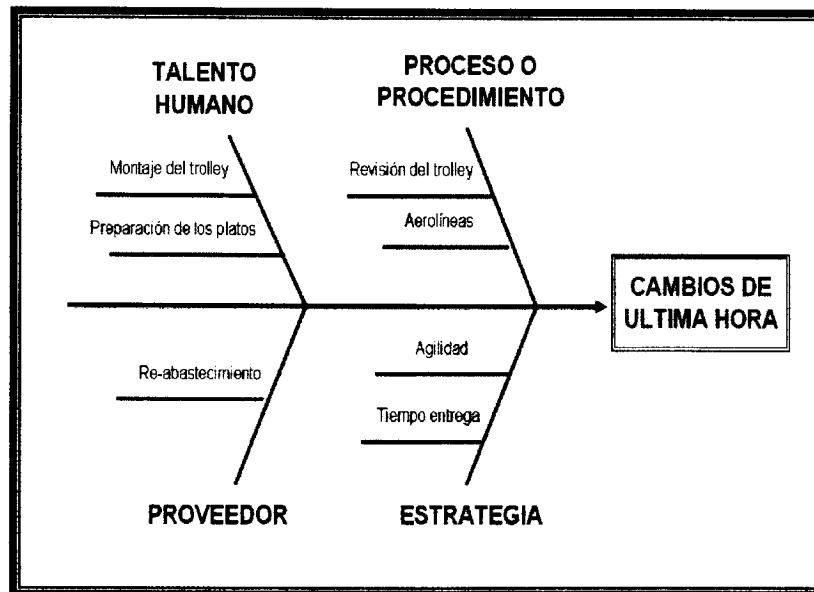 TALENTO
HUMANO
PROCESO O
PROCEDIMIENTO
Montaje del trolley
Revisión del trolley
Preparación de los platos
Aerolíneas
CAMBIOS DE
ULTIMA HORA
Agilidad
Re-abastecimiento
Tiempo entrega
PROVEEDOR
ESTRATEGIA